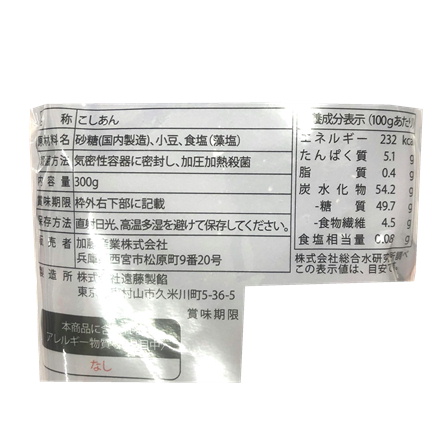 称 こしあん
原材料名 砂糖(国内製造)、小豆、食塩(藻塩)
方法 気密性容器に密封し、加圧加熱殺菌
内容量 300g
賞味期限 枠外右下部に記載
保存方法 直射日光、高温多湿を避けて保存してください。
販売者 加藤産業株式会社
兵庫県西宮市松原町9番20号
製造所 株式会社遠藤製餡
東京都東村山市久米川町5-36-5
賞味期限
本商品に含
アレルギー物質
なし
養成分表示 (100gあたり)
エネルギー 232 kcal
たんぱく質 5.1 g
脂質 0.4 g
炭水化物 54.2 g
-糖質 49.7 g
-食物繊維 4.5 g
食塩相当量 0.08 g
株式会社総合水研究所調べ
この表示値は、目安で